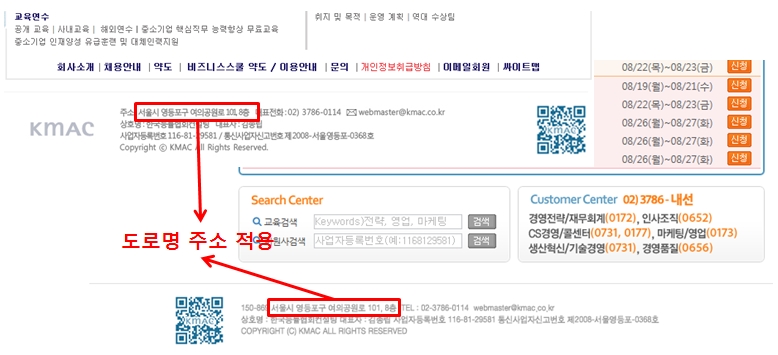 교육연수
공개 교육 | 사내교육 | 해외연수 | 중소기업 핵심직무 능력향상 무료교육
중소기업 인재양성 유급훈련 및 대체인력지원
취지 및 목적 | 운영 계획 | 역대 수상팀
회사소개 | 채용안내 | 약도 | 비즈니스스쿨 약도 / 이용안내 | 문의 | 개인정보취급방침 | 이메일회원 | 싸이트맵
08/22(목)~08/23(금) 신청
08/19(월)~08/21(수) 신청
08/22(목)~08/23(금) 신청
08/26(월)~08/27(화) 신청
08/26(월)~08/27(화) 신청
08/26(월)~08/27(화) 신청
KMAC
주소 서울시 영등포구 여의공원로 101, 8층 대표전화 : 02) 3786-0114 webmaster@kmac.co.kr
상호명 : 한국능률협회컨설팅 대표자 : 김종립
사업자등록번호 116-81-29581 / 통신사업자신고번호 제2008-서울영등포-0368호
Copyright ⓒ KMAC All Rights Reserved.
KMAC
도로명 주소 적용
Search Center
교육검색 Keywords)전략, 영업, 마케팅 검색
원사검색 사업자등록번호(예:1168129581) 검색
Customer Center 02) 3786 - 내선
경영전략/재무회계(0172), 인사조직(0652)
CS경영/콜센터(0731, 0177), 마케팅/영업(0173)
생산혁신/기술경영(0731), 경영품질(0656)
KMAC
서울시 영등포구 여의공원로 101, 8층 TEL : 02-3786-0114 webmaster@kmac.co.kr
상호명 : 한국능률협회컨설팅 대표자 : 김종립 사업자등록번호 116-81-29581 통신사업자신고번호 제2008-서울영등포-0368호
COPYRIGHT (C) KMAC ALL RIGHTS RESERVED